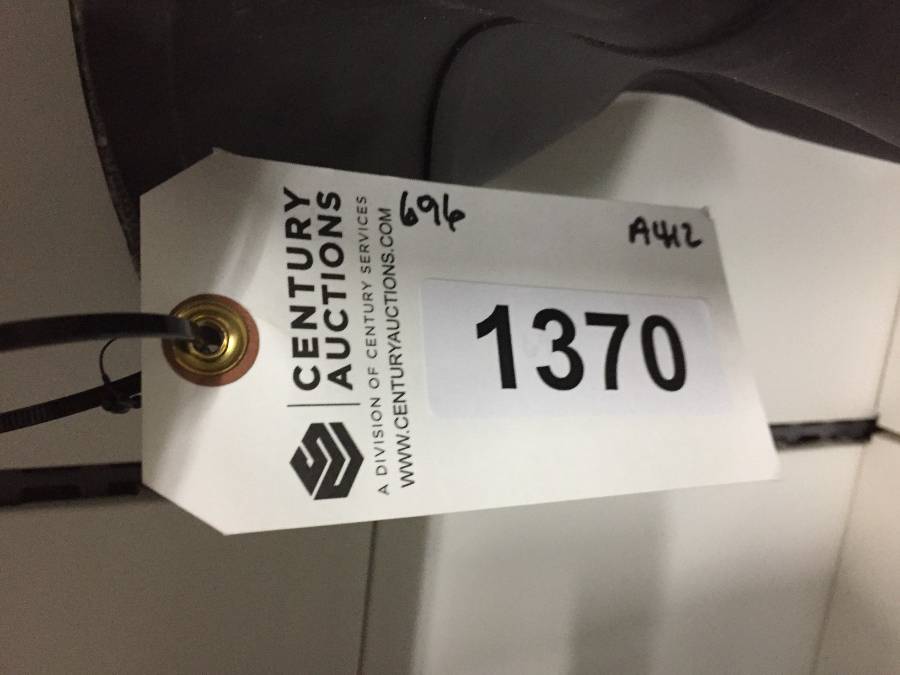 CENTURY
AUCTIONS
A DIVISION OF CENTURY SERVICES
WWW.CENTURYAUCTIONS.COM
696
A412
1370